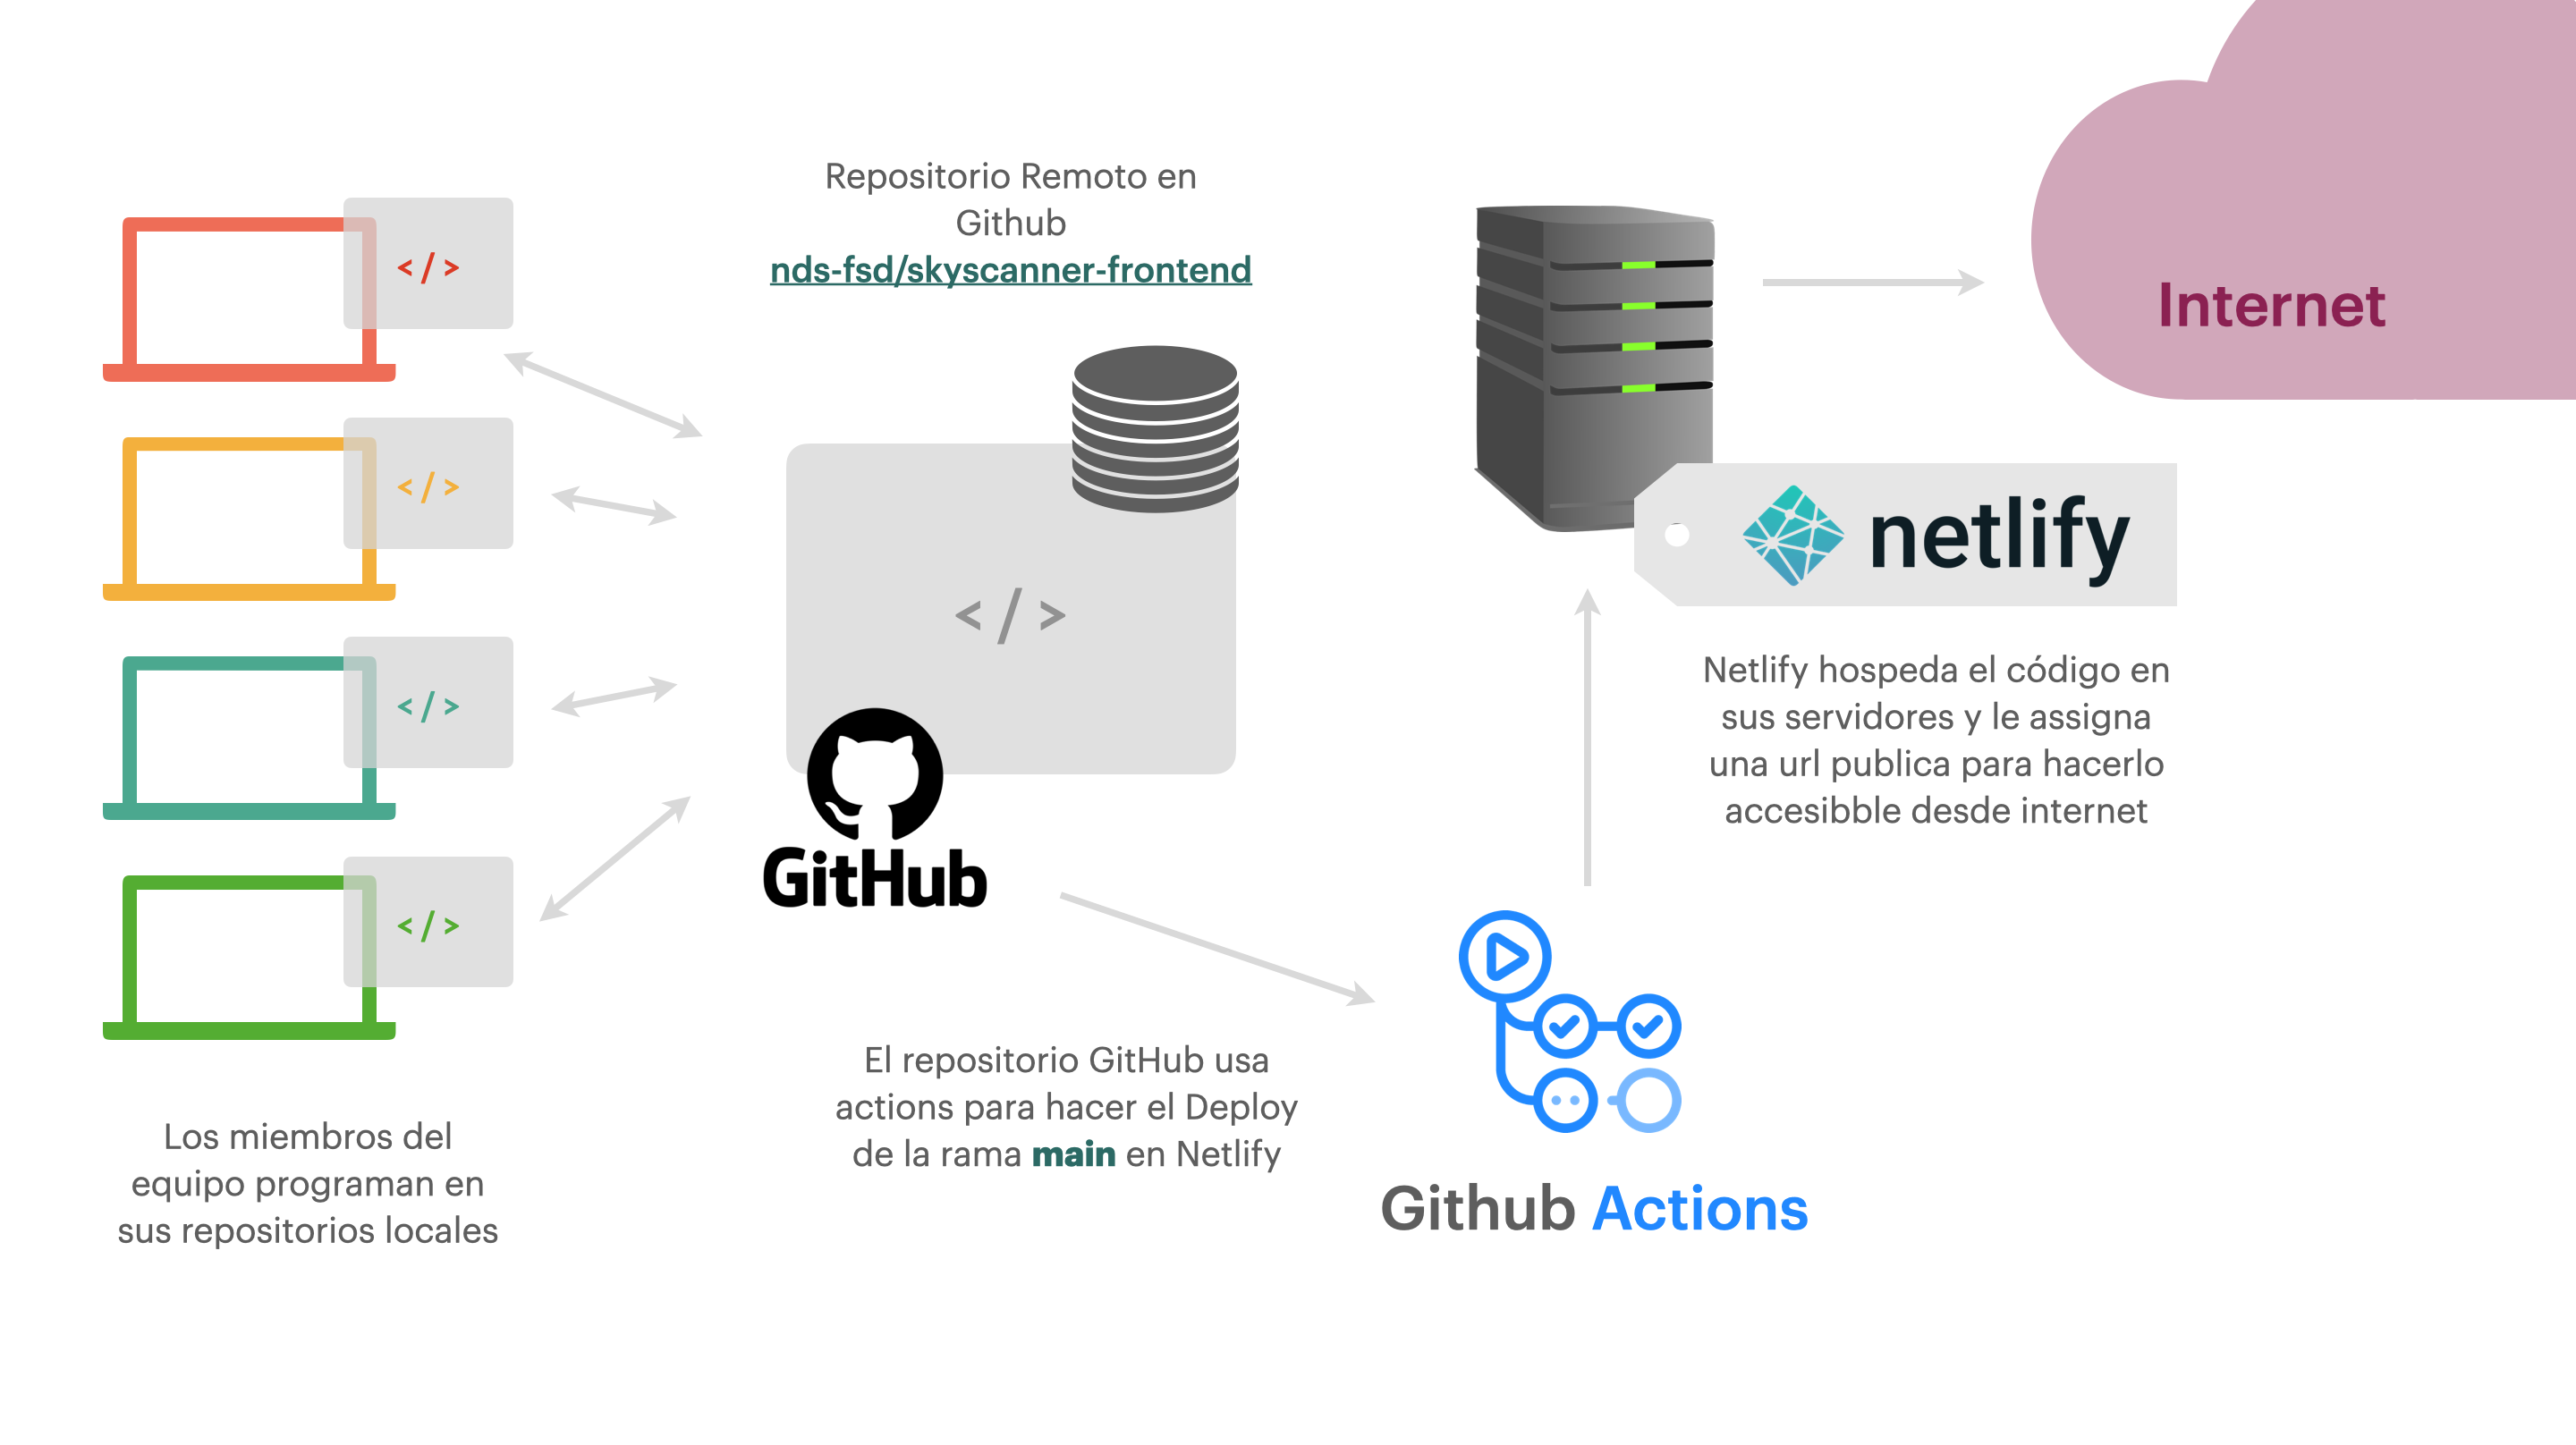 Repositorio Remoto en
Github
nds-fsd/skyscanner-frontend
</>
</>
</>
</>
</>
GitHub
Los miembros del
equipo programan en
sus repositorios locales
El repositorio GitHub usa
actions para hacer el Deploy
de la rama main en Netlify
Github Actions
netlify
Netlify hospeda el código en
sus servidores y le assigna
una url publica para hacerlo
accesibble desde internet
Internet